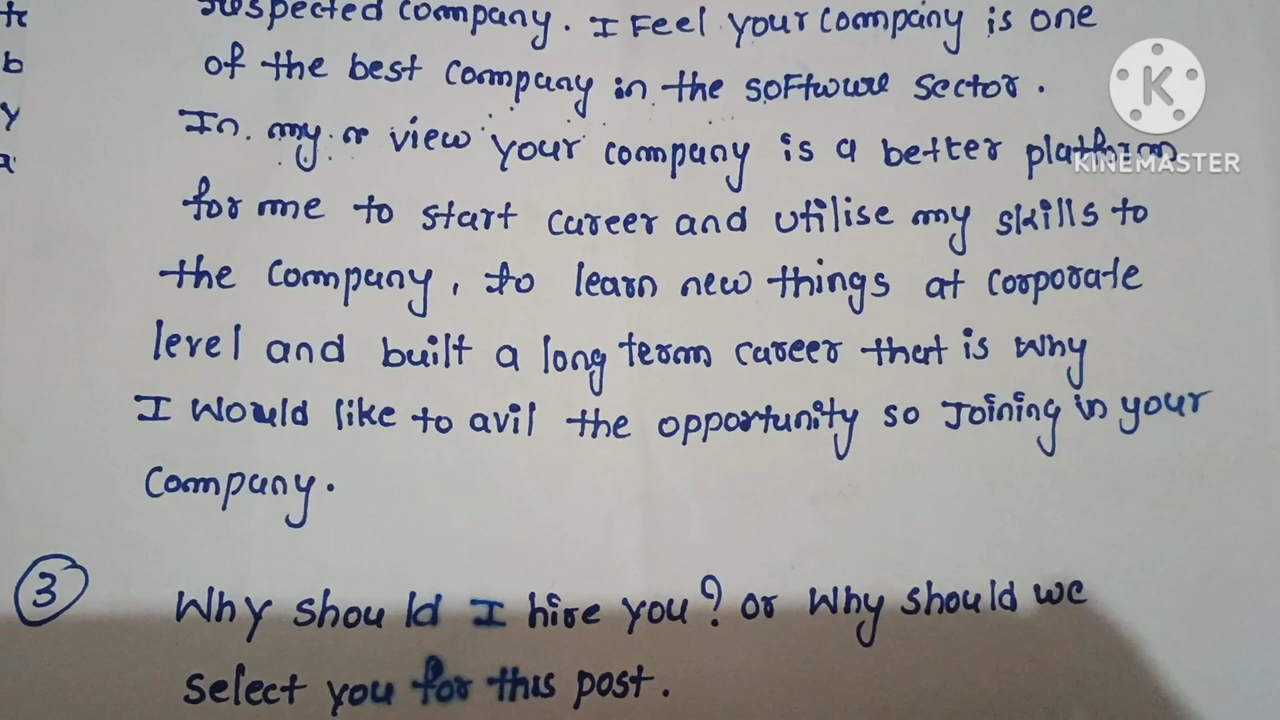 respected company. I Feel your company is one
of the best company in the software sector.
In my view your company is a better platform
for me to start career and utilise my skills to
the company, to learn new things at corporate
level and built a long term career that is why
I would like to avil the opportunity so Joining in your
company.
3 Why should I hire you? or Why should we
select you for this post.
K
KINEMASTER